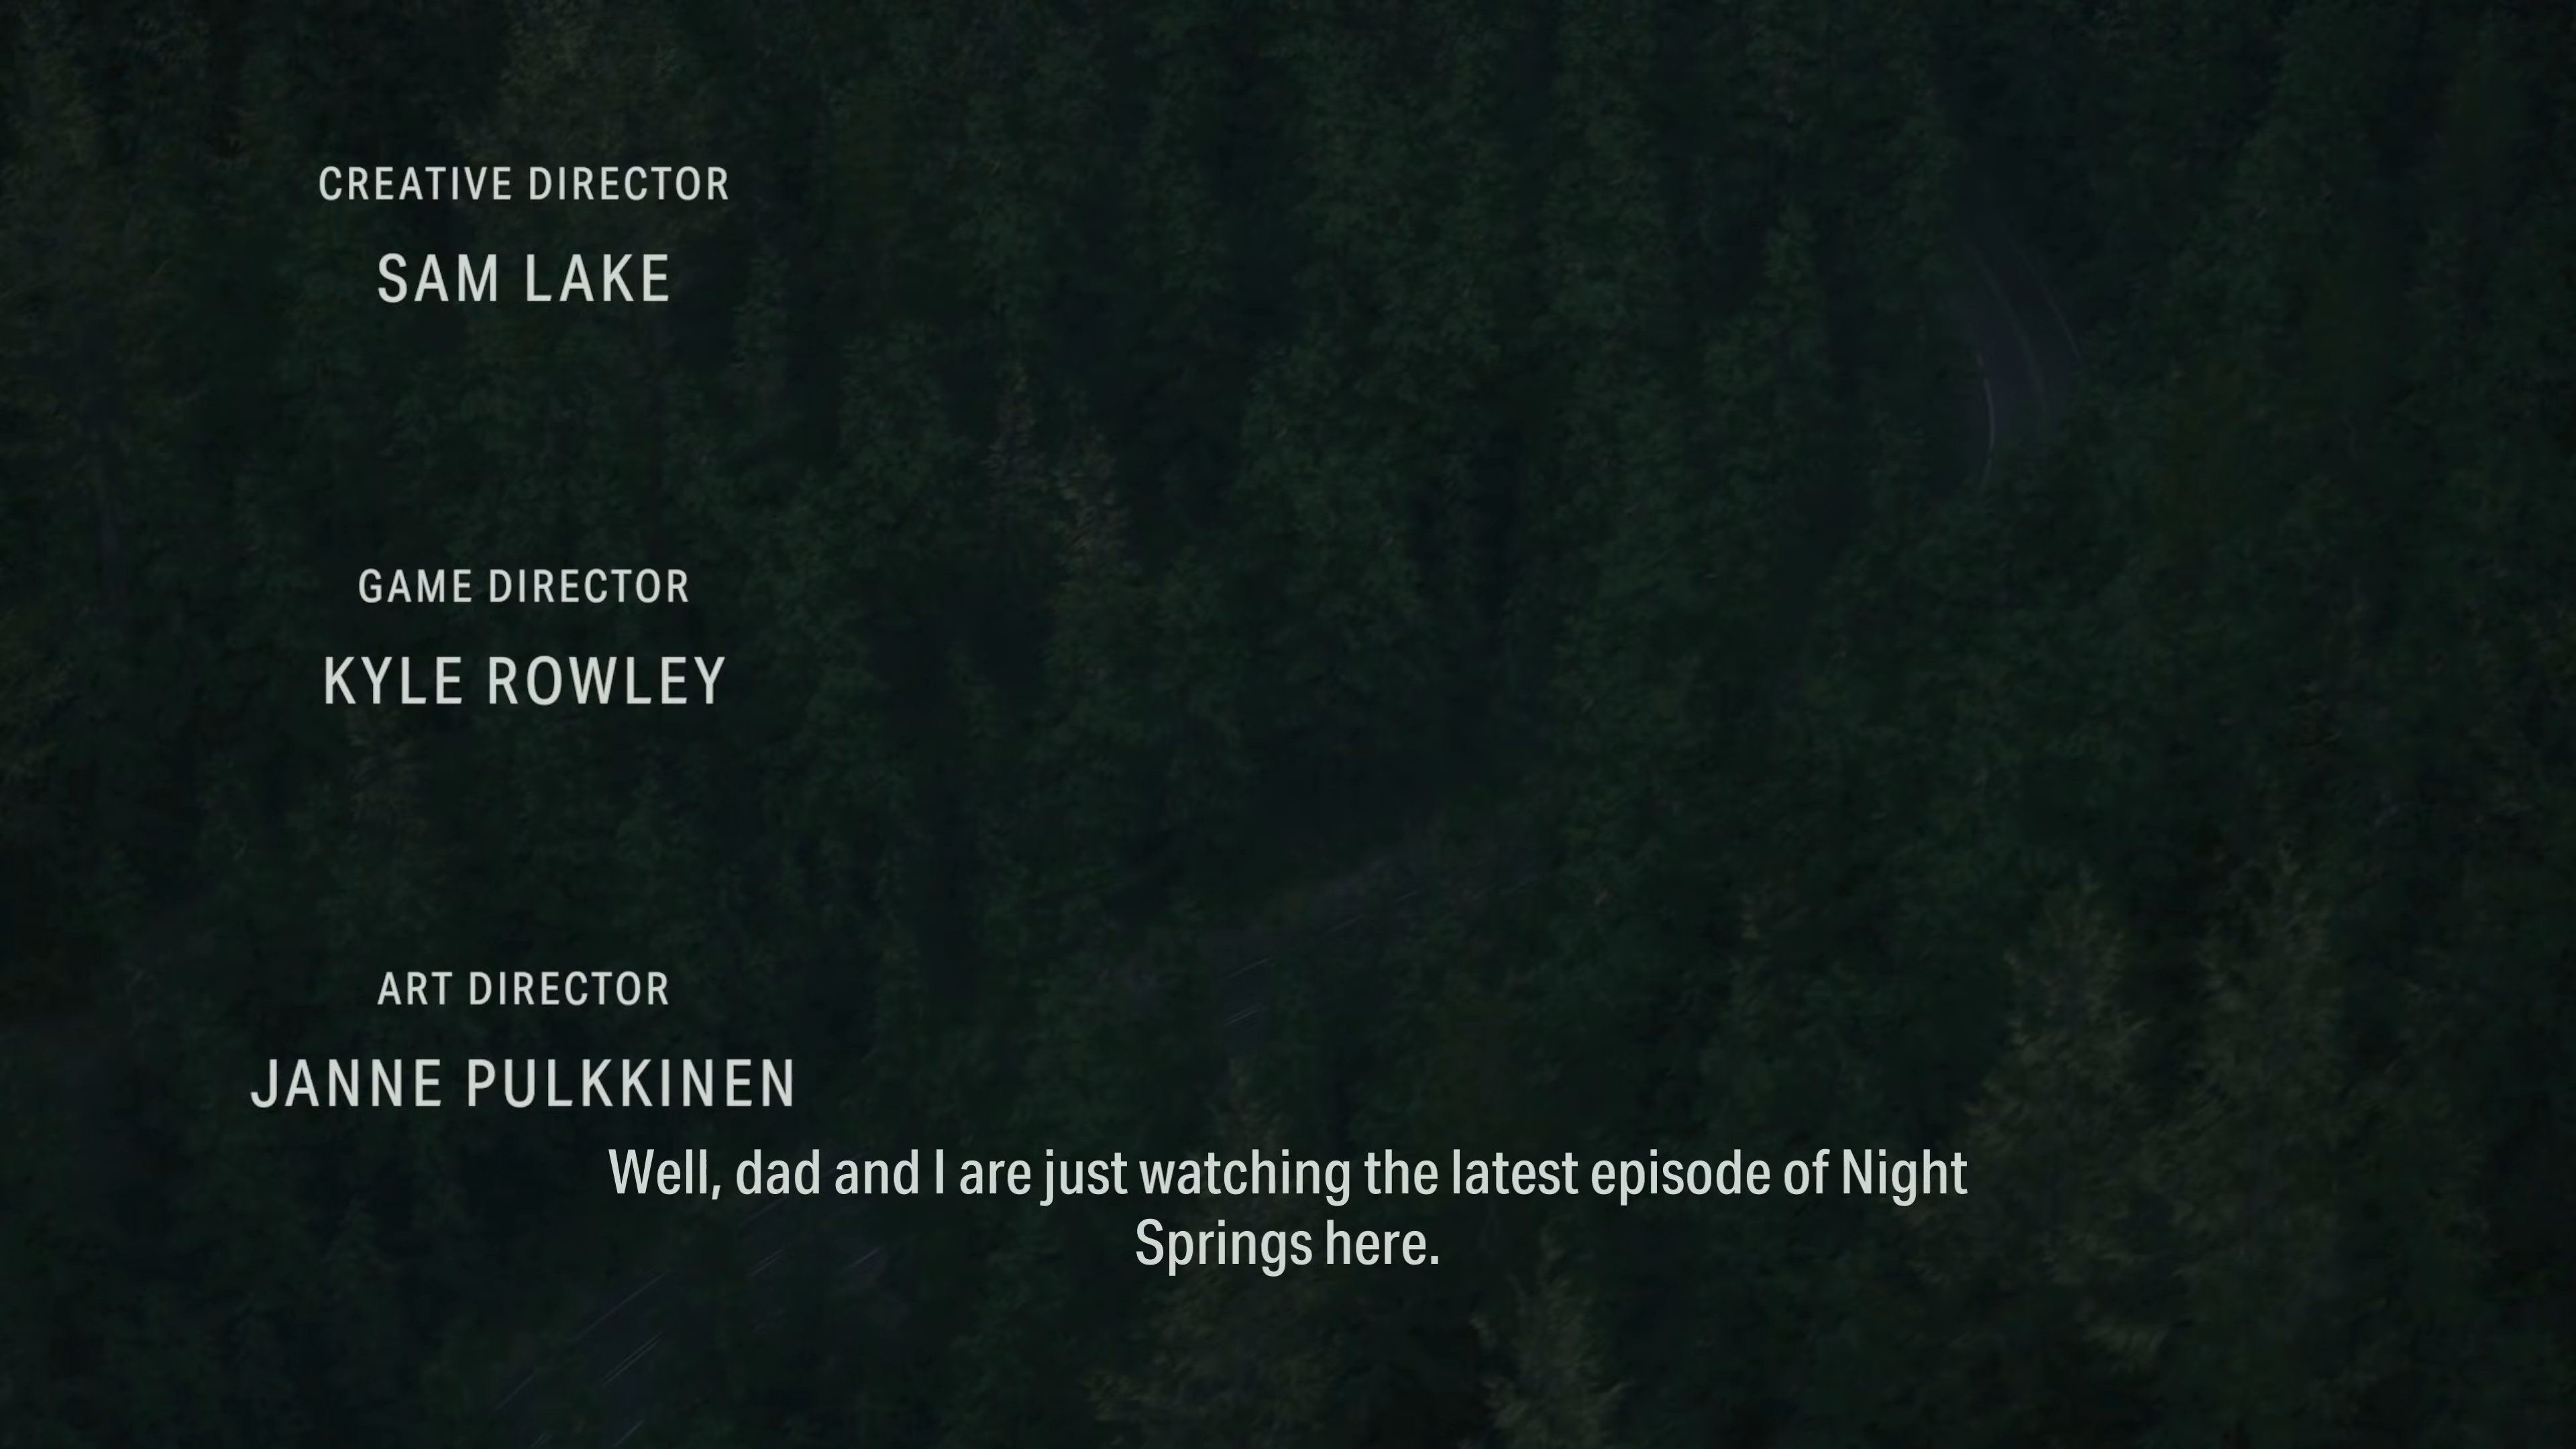 CREATIVE DIRECTOR
SAM LAKE
GAME DIRECTOR
KYLE ROWLEY
ART DIRECTOR
JANNE PULKKINEN
Well, dad and I are just watching the latest episode of Night
Springs here.